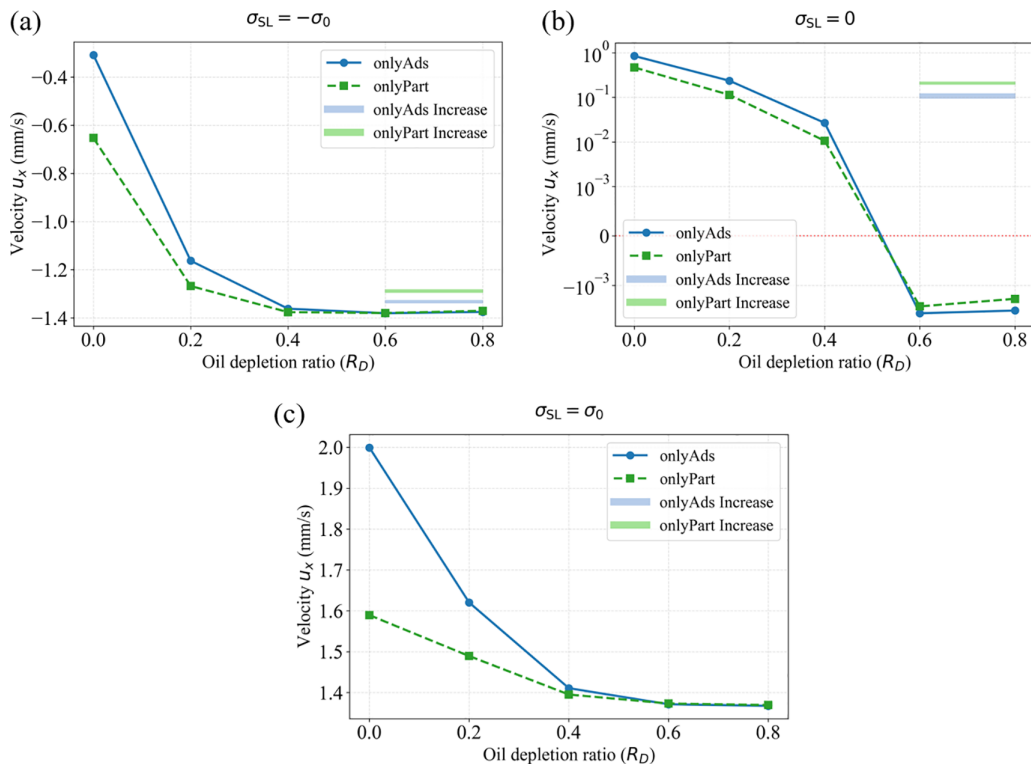 (a)
σSL = −σ0
Velocity ux (mm/s)
−0.4
−0.6
−0.8
−1.0
−1.2
−1.4
onlyAds
onlyPart
onlyAds Increase
onlyPart Increase
0.0 0.2 0.4 0.6 0.8
Oil depletion ratio (RD)
(b)
σSL = 0
Velocity ux (mm/s)
10^0
10^−1
10^−2
10^−3
0
−10^−3
onlyAds
onlyPart
onlyAds Increase
onlyPart Increase
0.0 0.2 0.4 0.6 0.8
Oil depletion ratio (RD)
(c)
σSL = σ0
Velocity ux (mm/s)
2.0
1.9
1.8
1.7
1.6
1.5
1.4
onlyAds
onlyPart
onlyAds Increase
onlyPart Increase
0.0 0.2 0.4 0.6 0.8
Oil depletion ratio (RD)